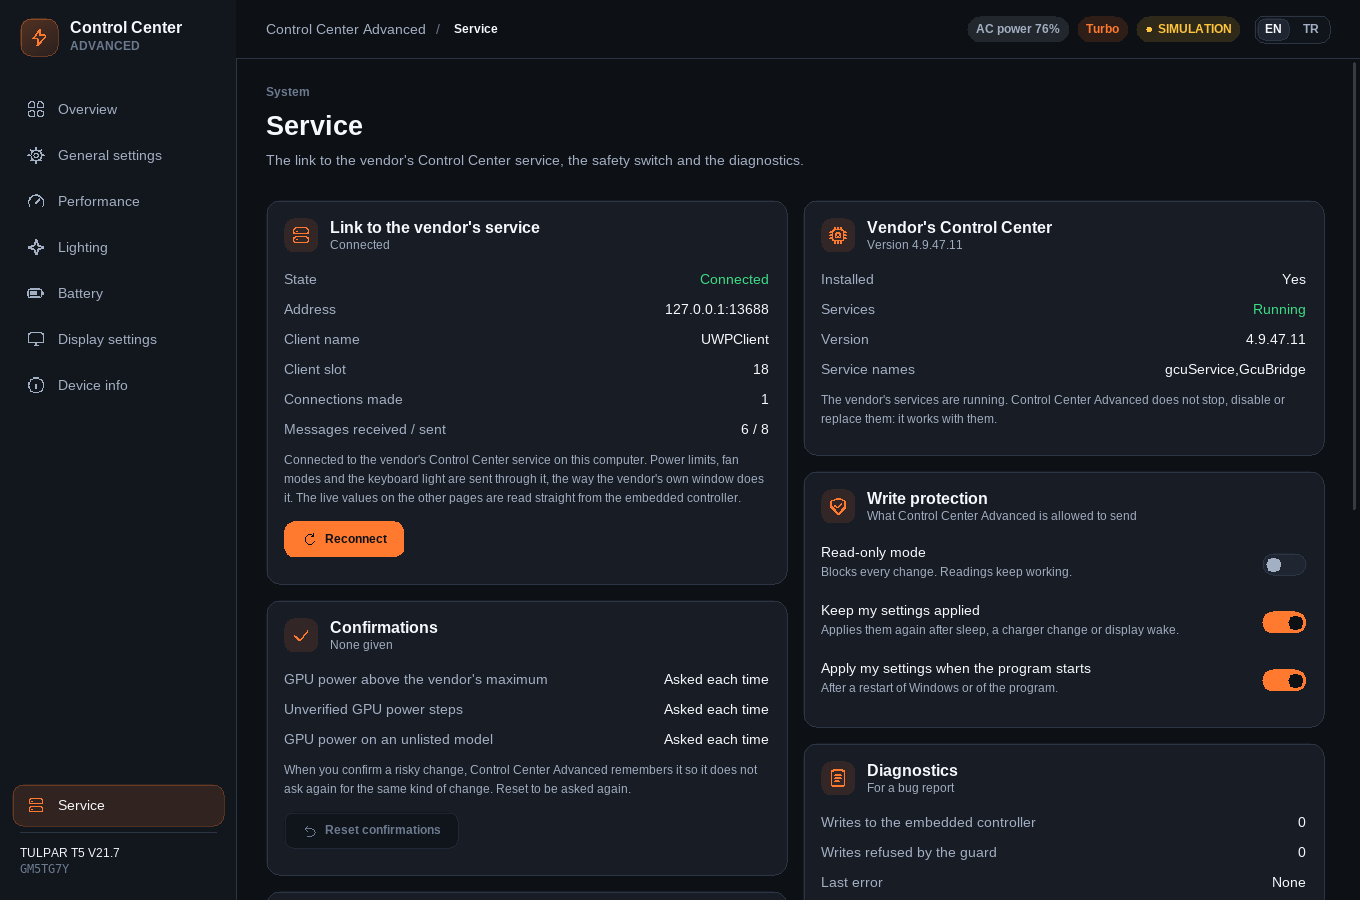 Control Center
ADVANCED
Overview
General settings
Performance
Lighting
Battery
Display settings
Device info
Service
TULPAR T5 V21.7
GM5TG7Y
Control Center Advanced / Service
AC power 76%
Turbo
SIMULATION
EN
TR
System
Service
The link to the vendor's Control Center service, the safety switch and the diagnostics.
Link to the vendor's service
Connected
State Connected
Address 127.0.0.1:13688
Client name UWPClient
Client slot 18
Connections made 1
Messages received / sent 6 / 8
Connected to the vendor's Control Center service on this computer. Power limits, fan
modes and the keyboard light are sent through it, the way the vendor's own window does
it. The live values on the other pages are read straight from the embedded controller.
Reconnect
Confirmations
None given
GPU power above the vendor's maximum Asked each time
Unverified GPU power steps Asked each time
GPU power on an unlisted model Asked each time
When you confirm a risky change, Control Center Advanced remembers it so it does not
ask again for the same kind of change. Reset to be asked again.
Reset confirmations
Vendor's Control Center
Version 4.9.47.11
Installed Yes
Services Running
Version 4.9.47.11
Service names gcuService,GcuBridge
The vendor's services are running. Control Center Advanced does not stop, disable or
replace them: it works with them.
Write protection
What Control Center Advanced is allowed to send
Read-only mode
Blocks every change. Readings keep working.
Keep my settings applied
Applies them again after sleep, a charger change or display wake.
Apply my settings when the program starts
After a restart of Windows or of the program.
Diagnostics
For a bug report
Writes to the embedded controller 0
Writes refused by the guard 0
Last error None